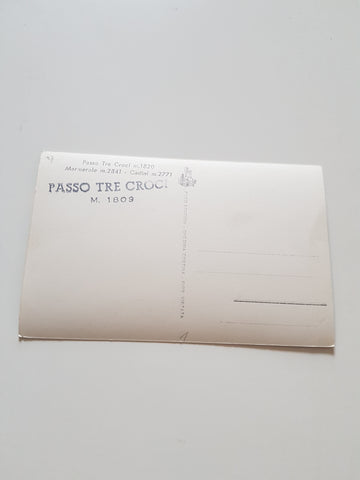 Passo Tre Croci m.1820
Marmarole m.2841 - Cadini m.2771
PASSO TRE CROCI
M. 1809